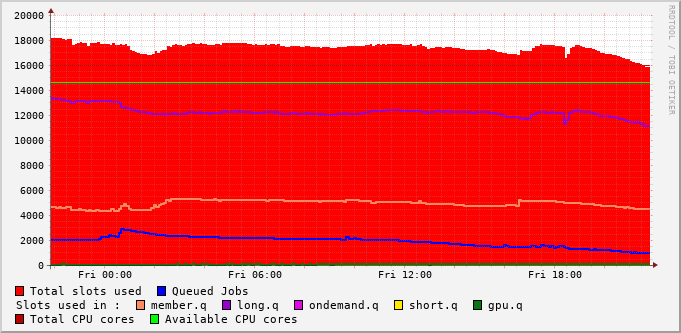 20000
18000
16000
14000
12000
10000
8000
6000
4000
2000
0
Fri 00:00 Fri 06:00 Fri 12:00 Fri 18:00
Total slots used Queued Jobs
Slots used in : member.q long.q ondemand.q short.q gpu.q
Total CPU cores Available CPU cores
RRDTOOL / TOBI OETIKER